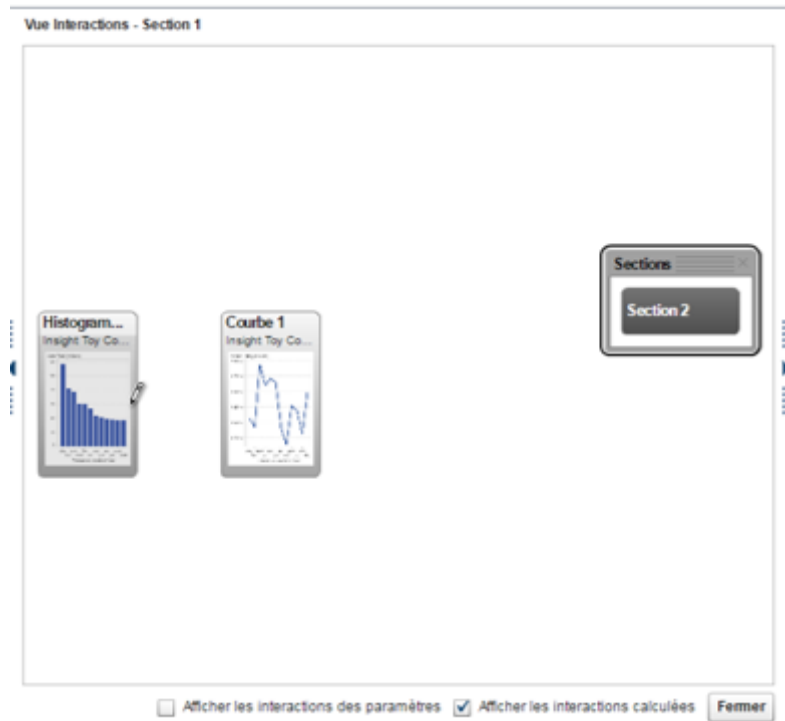 Vue Interactions - Section 1
Sections
Section 2
Histogram...
Insight Toy Co...
Courbe 1
Insight Toy Co...
Afficher les interactions des paramètres
Afficher les interactions calculées
Fermer